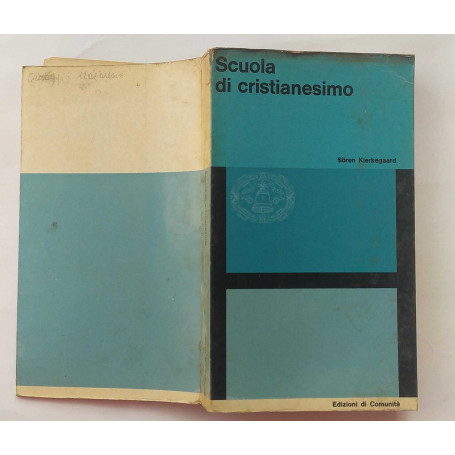 Scuola
di cristianesimo
Sören Kierkegaard
Edizioni di Comunità